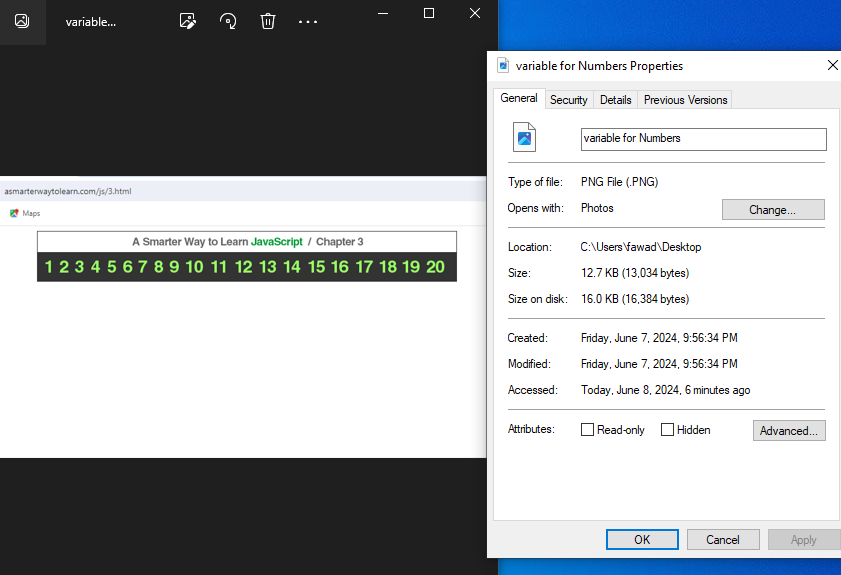 variable...
asmarterwaytolearn.com/js/3.html
Maps
A Smarter Way to Learn JavaScript / Chapter 3
1 2 3 4 5 6 7 8 9 10 11 12 13 14 15 16 17 18 19 20
variable for Numbers Properties
General Security Details Previous Versions
variable for Numbers
Type of file: PNG File (.PNG)
Opens with: Photos Change...
Location: C:\Users\fawad\Desktop
Size: 12.7 KB (13,034 bytes)
Size on disk: 16.0 KB (16,384 bytes)
Created: Friday, June 7, 2024, 9:56:34 PM
Modified: Friday, June 7, 2024, 9:56:34 PM
Accessed: Today, June 8, 2024, 6 minutes ago
Attributes: Read-only Hidden Advanced...
OK Cancel Apply